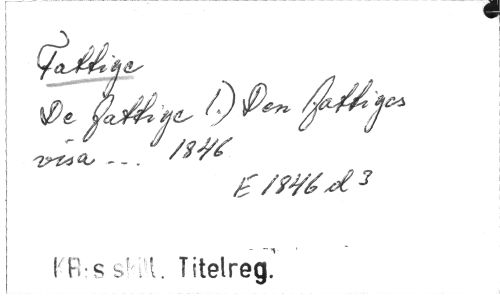 Fattige
De fattige 1.) Den fattiges
visa ... 1846
E 1846 d 3
KB:s skill. Titelreg.